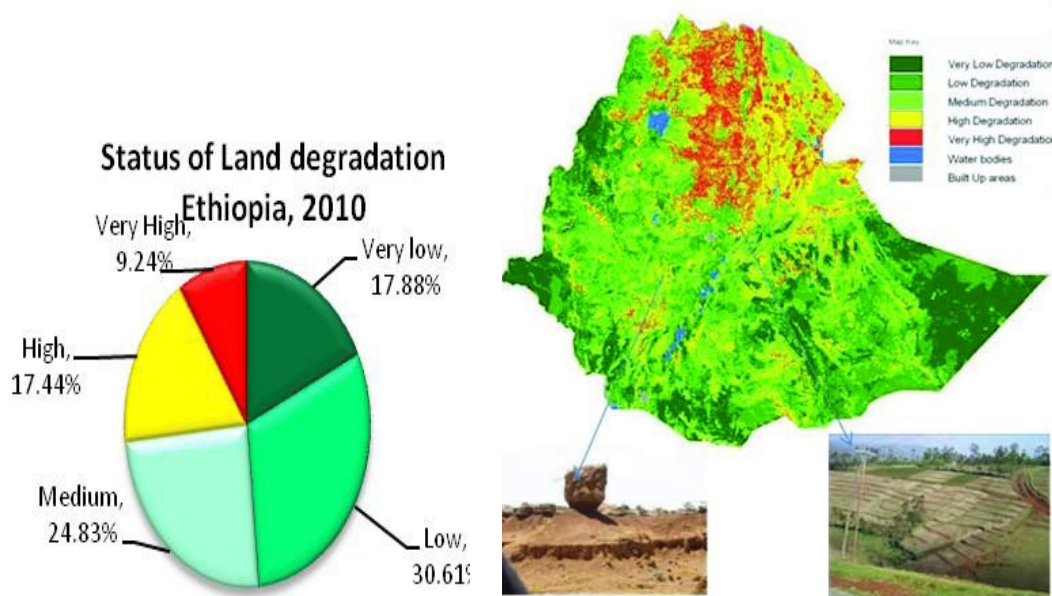 Status of Land degradation
Ethiopia, 2010
Very High,
9.24%
Very low,
17.88%
High,
17.44%
Medium,
24.83%
Low,
30.61%
Map Key
Very Low Degradation
Low Degradation
Medium Degradation
High Degradation
Very High Degradation
Water bodies
Built Up areas